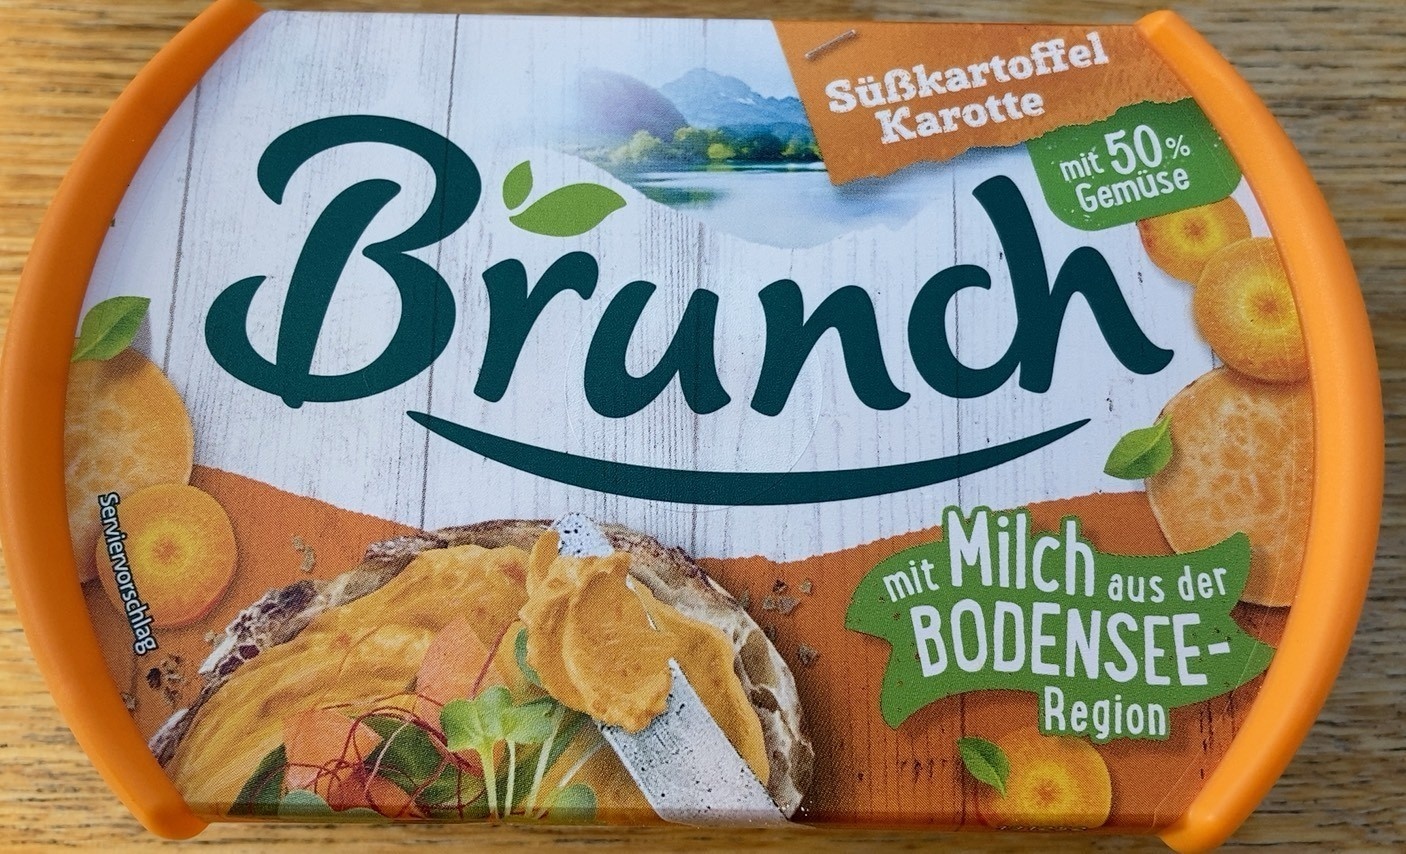 Süßkartoffel
Karotte
mit 50%
Gemüse
Brunch
Serviervorschlag
mit Milch aus der
BODENSEE-
Region